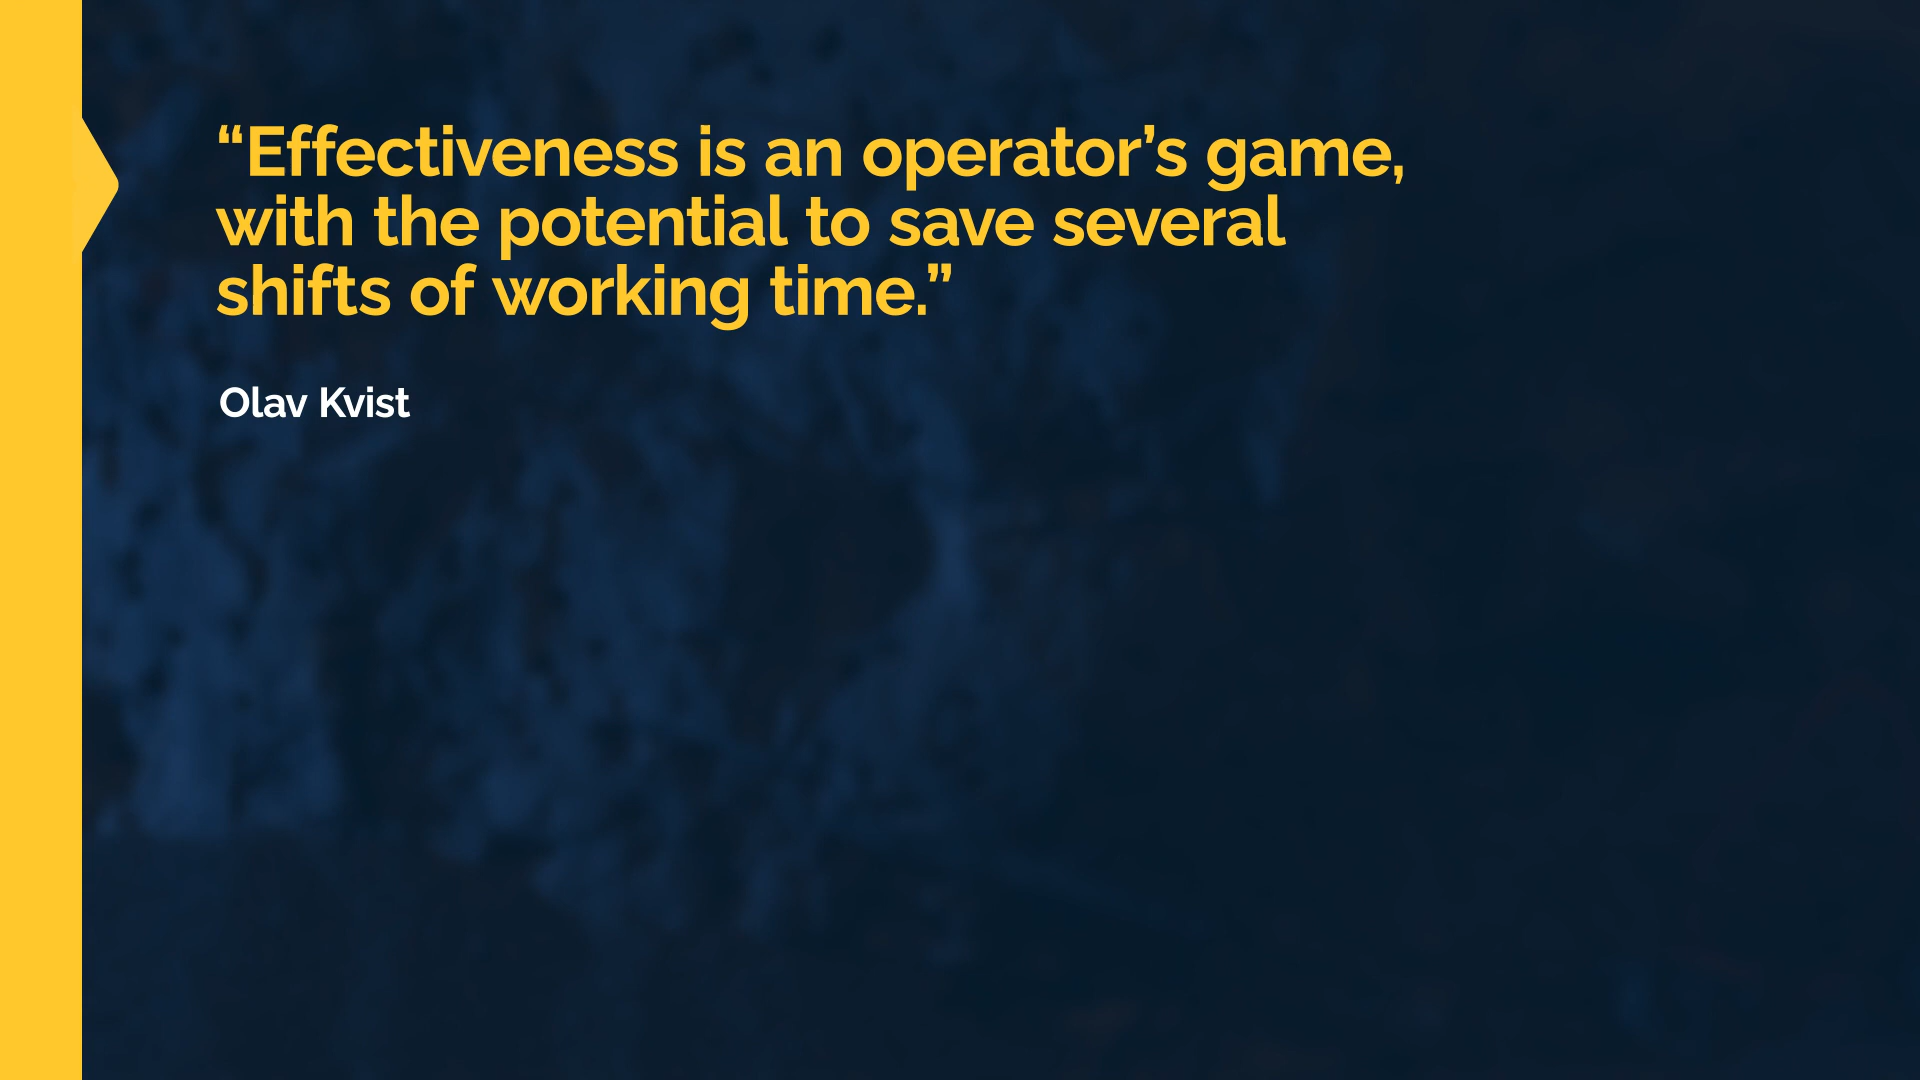 “Effectiveness is an operator’s game,
with the potential to save several
shifts of working time.”
Olav Kvist